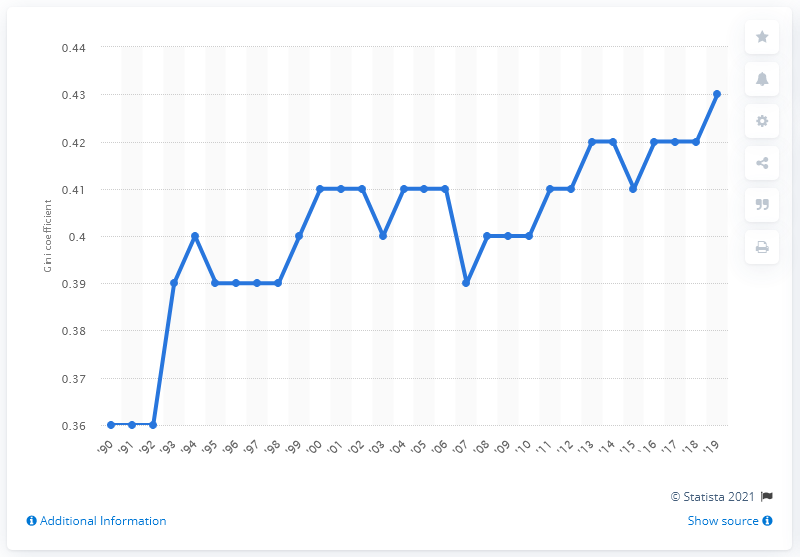 0.44
0.43
0.42
0.41
0.4
0.39
0.38
0.37
0.36
Gini coefficient
'90 '91 '92 '93 '94 '95 '96 '97 '98 '99 '00 '01 '02 '03 '04 '05 '06 '07 '08 '09 '10 '11 '12 '13 '14 '15 '16 '17 '18 '19
© Statista 2021
Additional Information
Show source